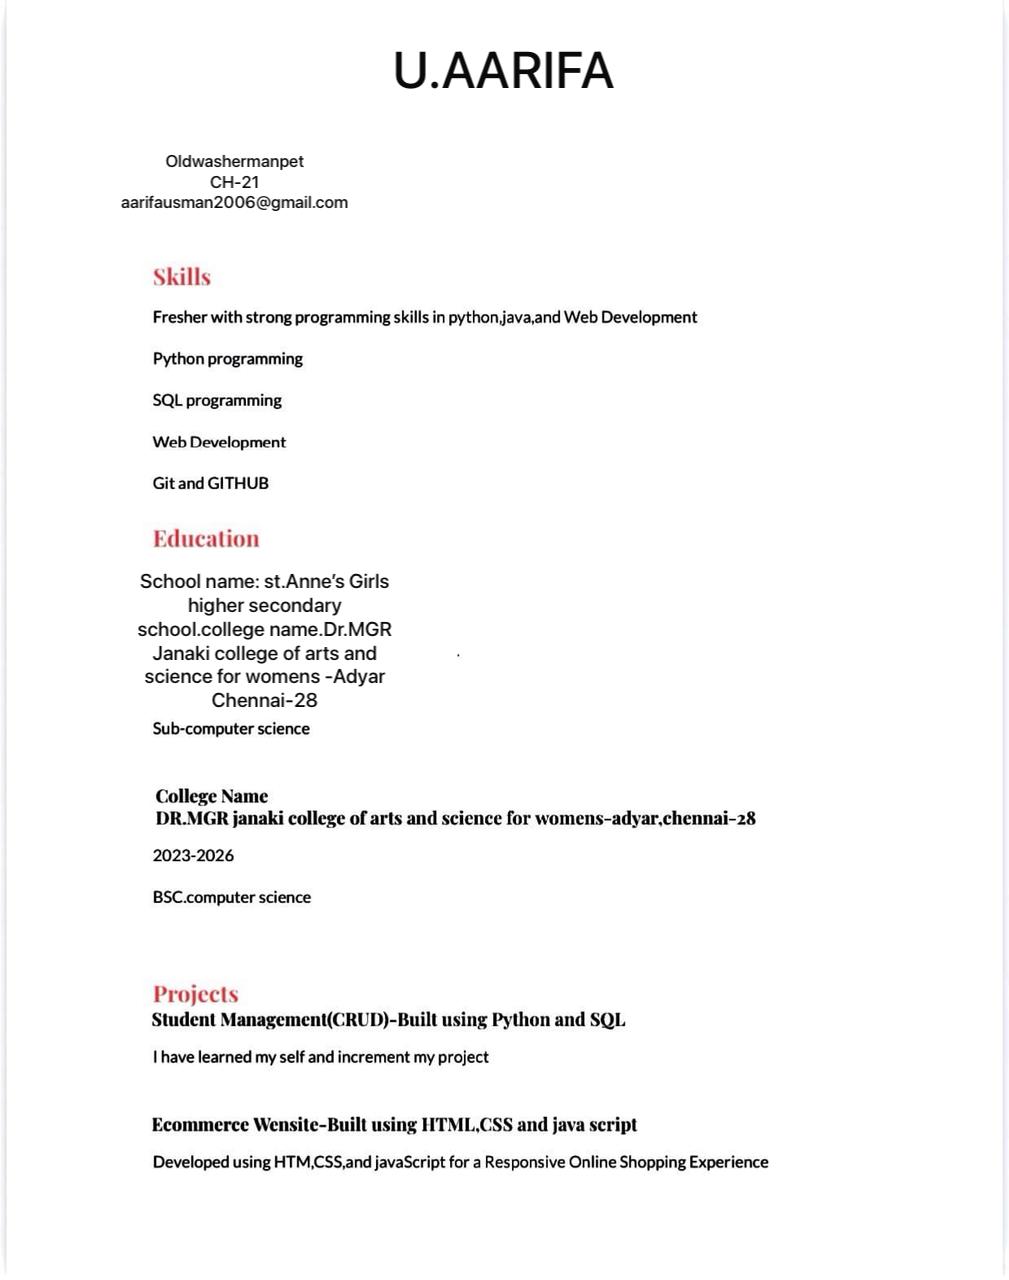 U.AARIFA
Oldwashermanpet
CH-21
aarifausman2006@gmail.com
Skills
Fresher with strong programming skills in python,java,and Web Development
Python programming
SQL programming
Web Development
Git and GITHUB
Education
School name: st.Anne's Girls
higher secondary
school.college name.Dr.MGR
Janaki college of arts and
science for womens -Adyar
Chennai-28
Sub-computer science
College Name
DR.MGR janaki college of arts and science for womens-adyar,chennai-28
2023-2026
BSC.computer science
Projects
Student Management(CRUD)-Built using Python and SQL
I have learned my self and increment my project
Ecommerce Wensite-Built using HTML,CSS and java script
Developed using HTM,CSS,and javaScript for a Responsive Online Shopping Experience